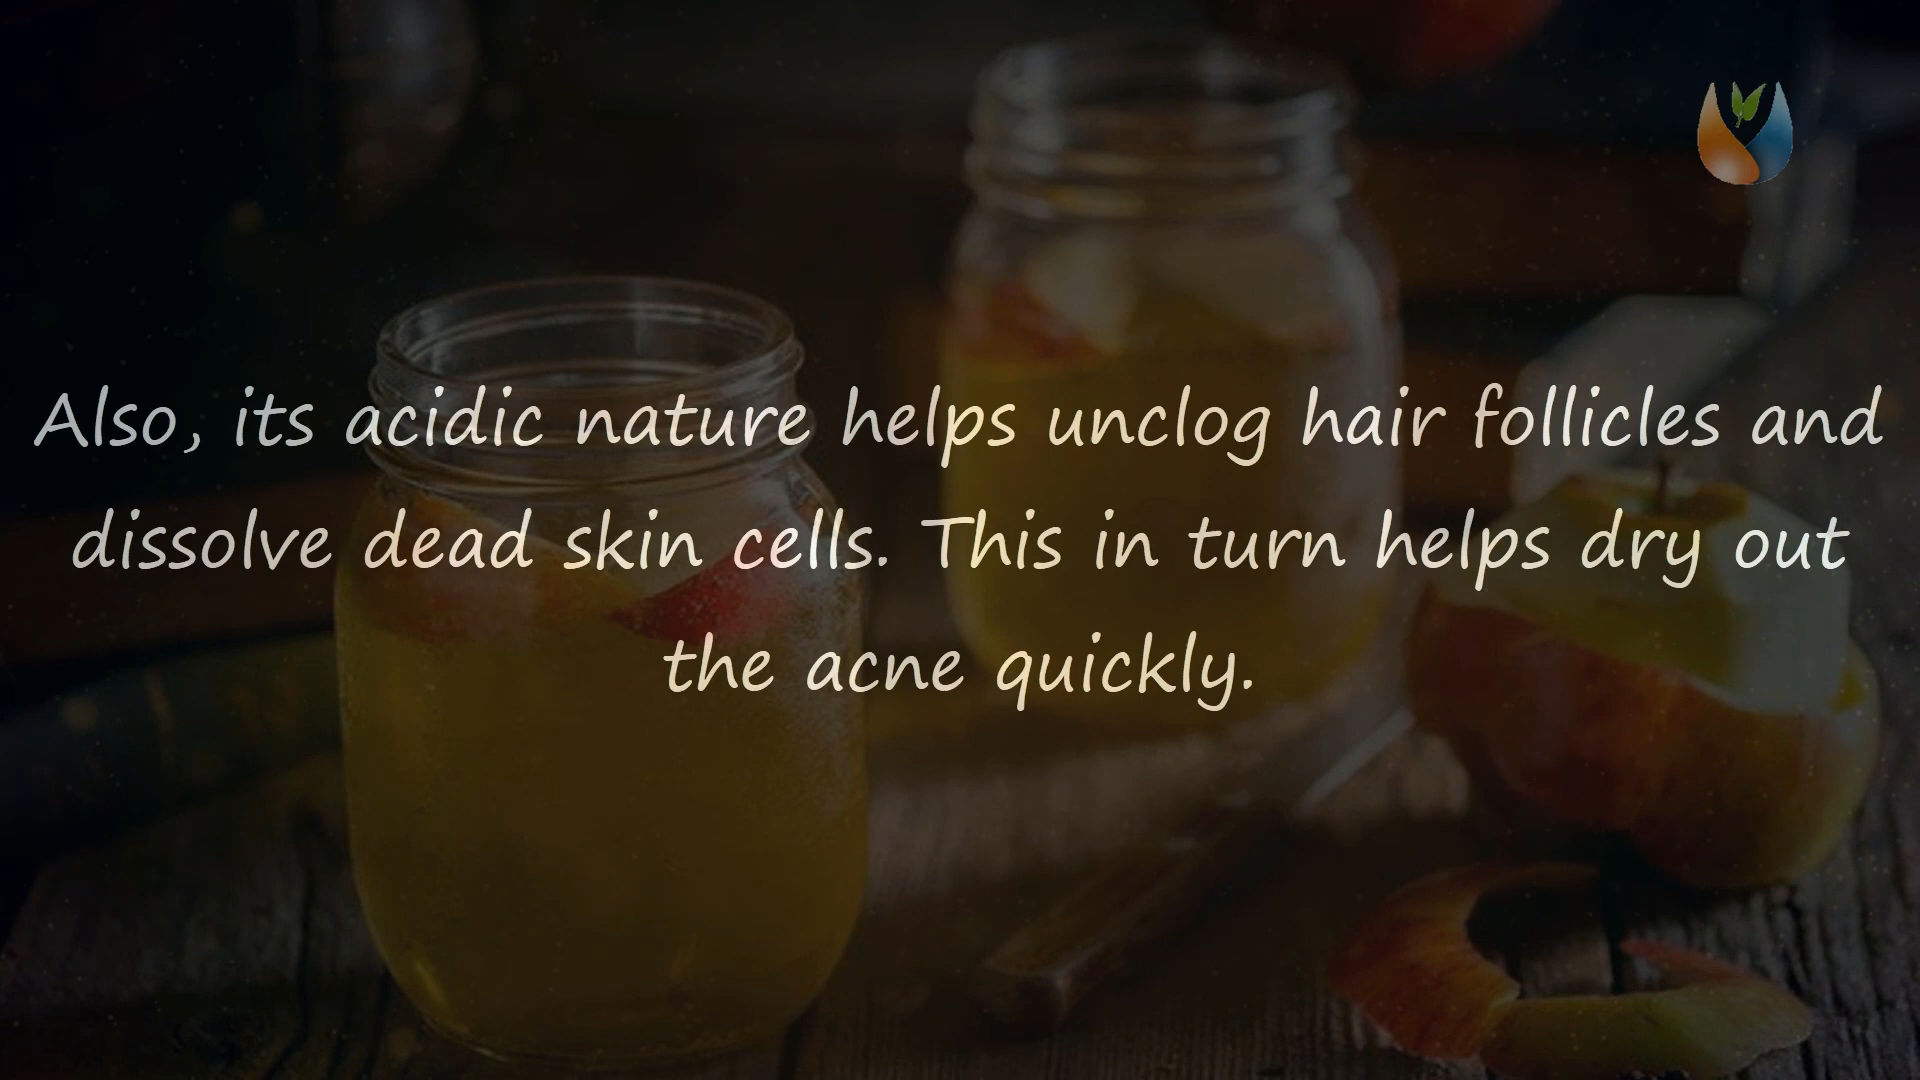 Also, its acidic nature helps unclog hair follicles and
dissolve dead skin cells. This in turn helps dry out
the acne quickly.